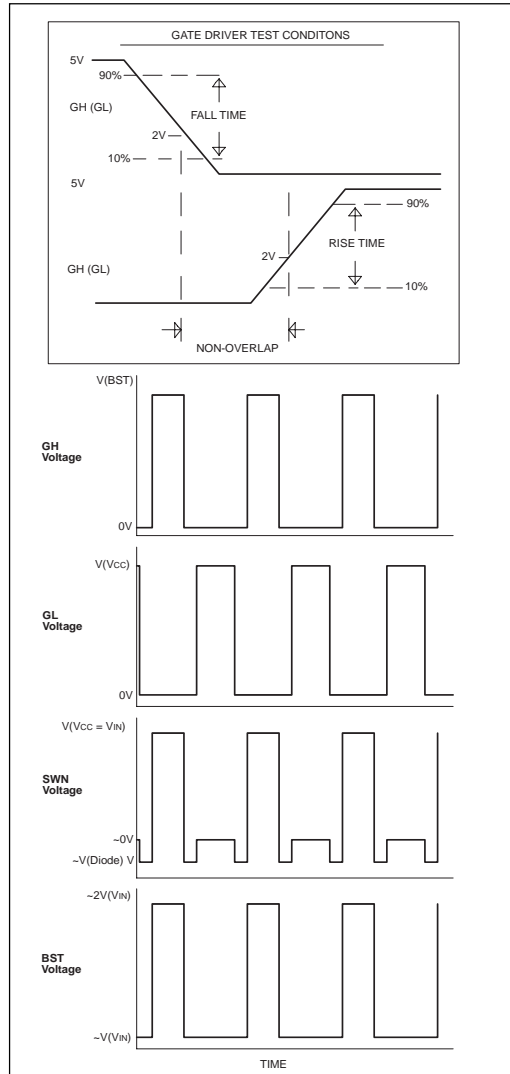 GATE DRIVER TEST CONDITONS
5V
90%
GH (GL)
FALL TIME
2V
10%
5V
90%
2V
RISE TIME
GH (GL)
10%
NON-OVERLAP
V(BST)
GH
Voltage
0V
V(VCC)
GL
Voltage
0V
V(VCC = VIN)
SWN
Voltage
~0V
~V(Diode) V
~2V(VIN)
BST
Voltage
~V(VIN)
TIME